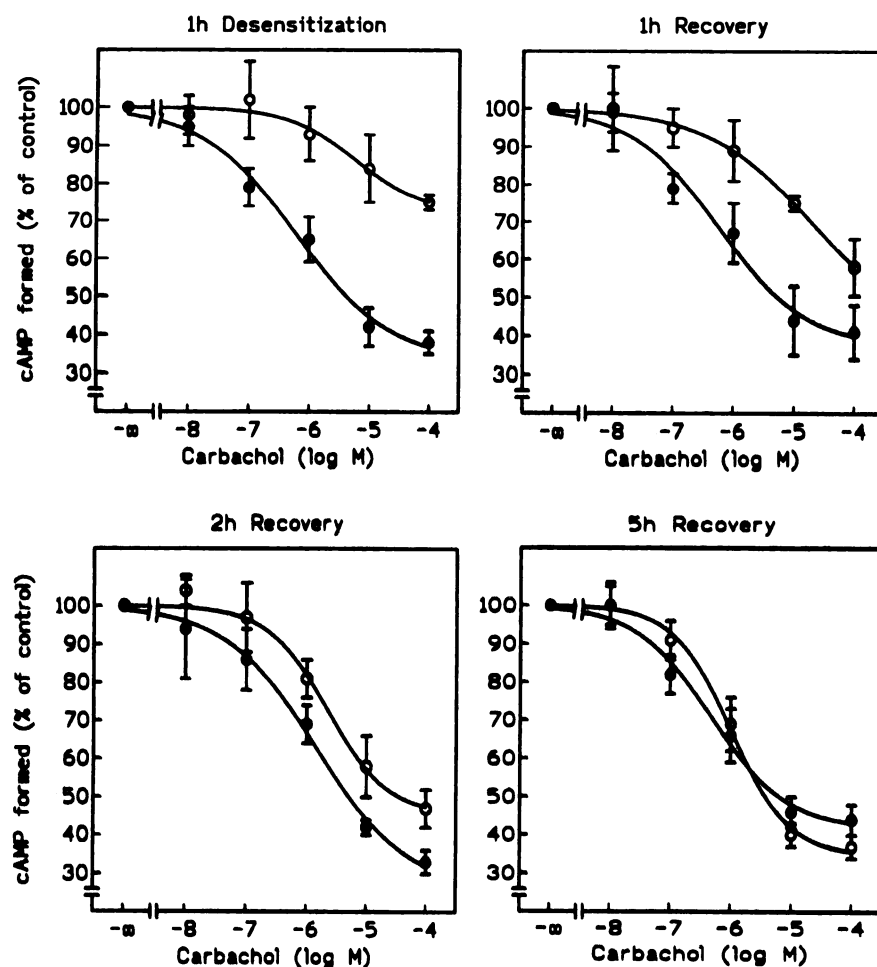 1h Desensitization
cAMP formed (% of control)
100
90
80
70
60
50
40
30
-∞ -8 -7 -6 -5 -4
Carbachol (log M)
1h Recovery
100
90
80
70
60
50
40
30
-∞ -8 -7 -6 -5 -4
Carbachol (log M)
2h Recovery
cAMP formed (% of control)
100
90
80
70
60
50
40
30
-∞ -8 -7 -6 -5 -4
Carbachol (log M)
5h Recovery
100
90
80
70
60
50
40
30
-∞ -8 -7 -6 -5 -4
Carbachol (log M)